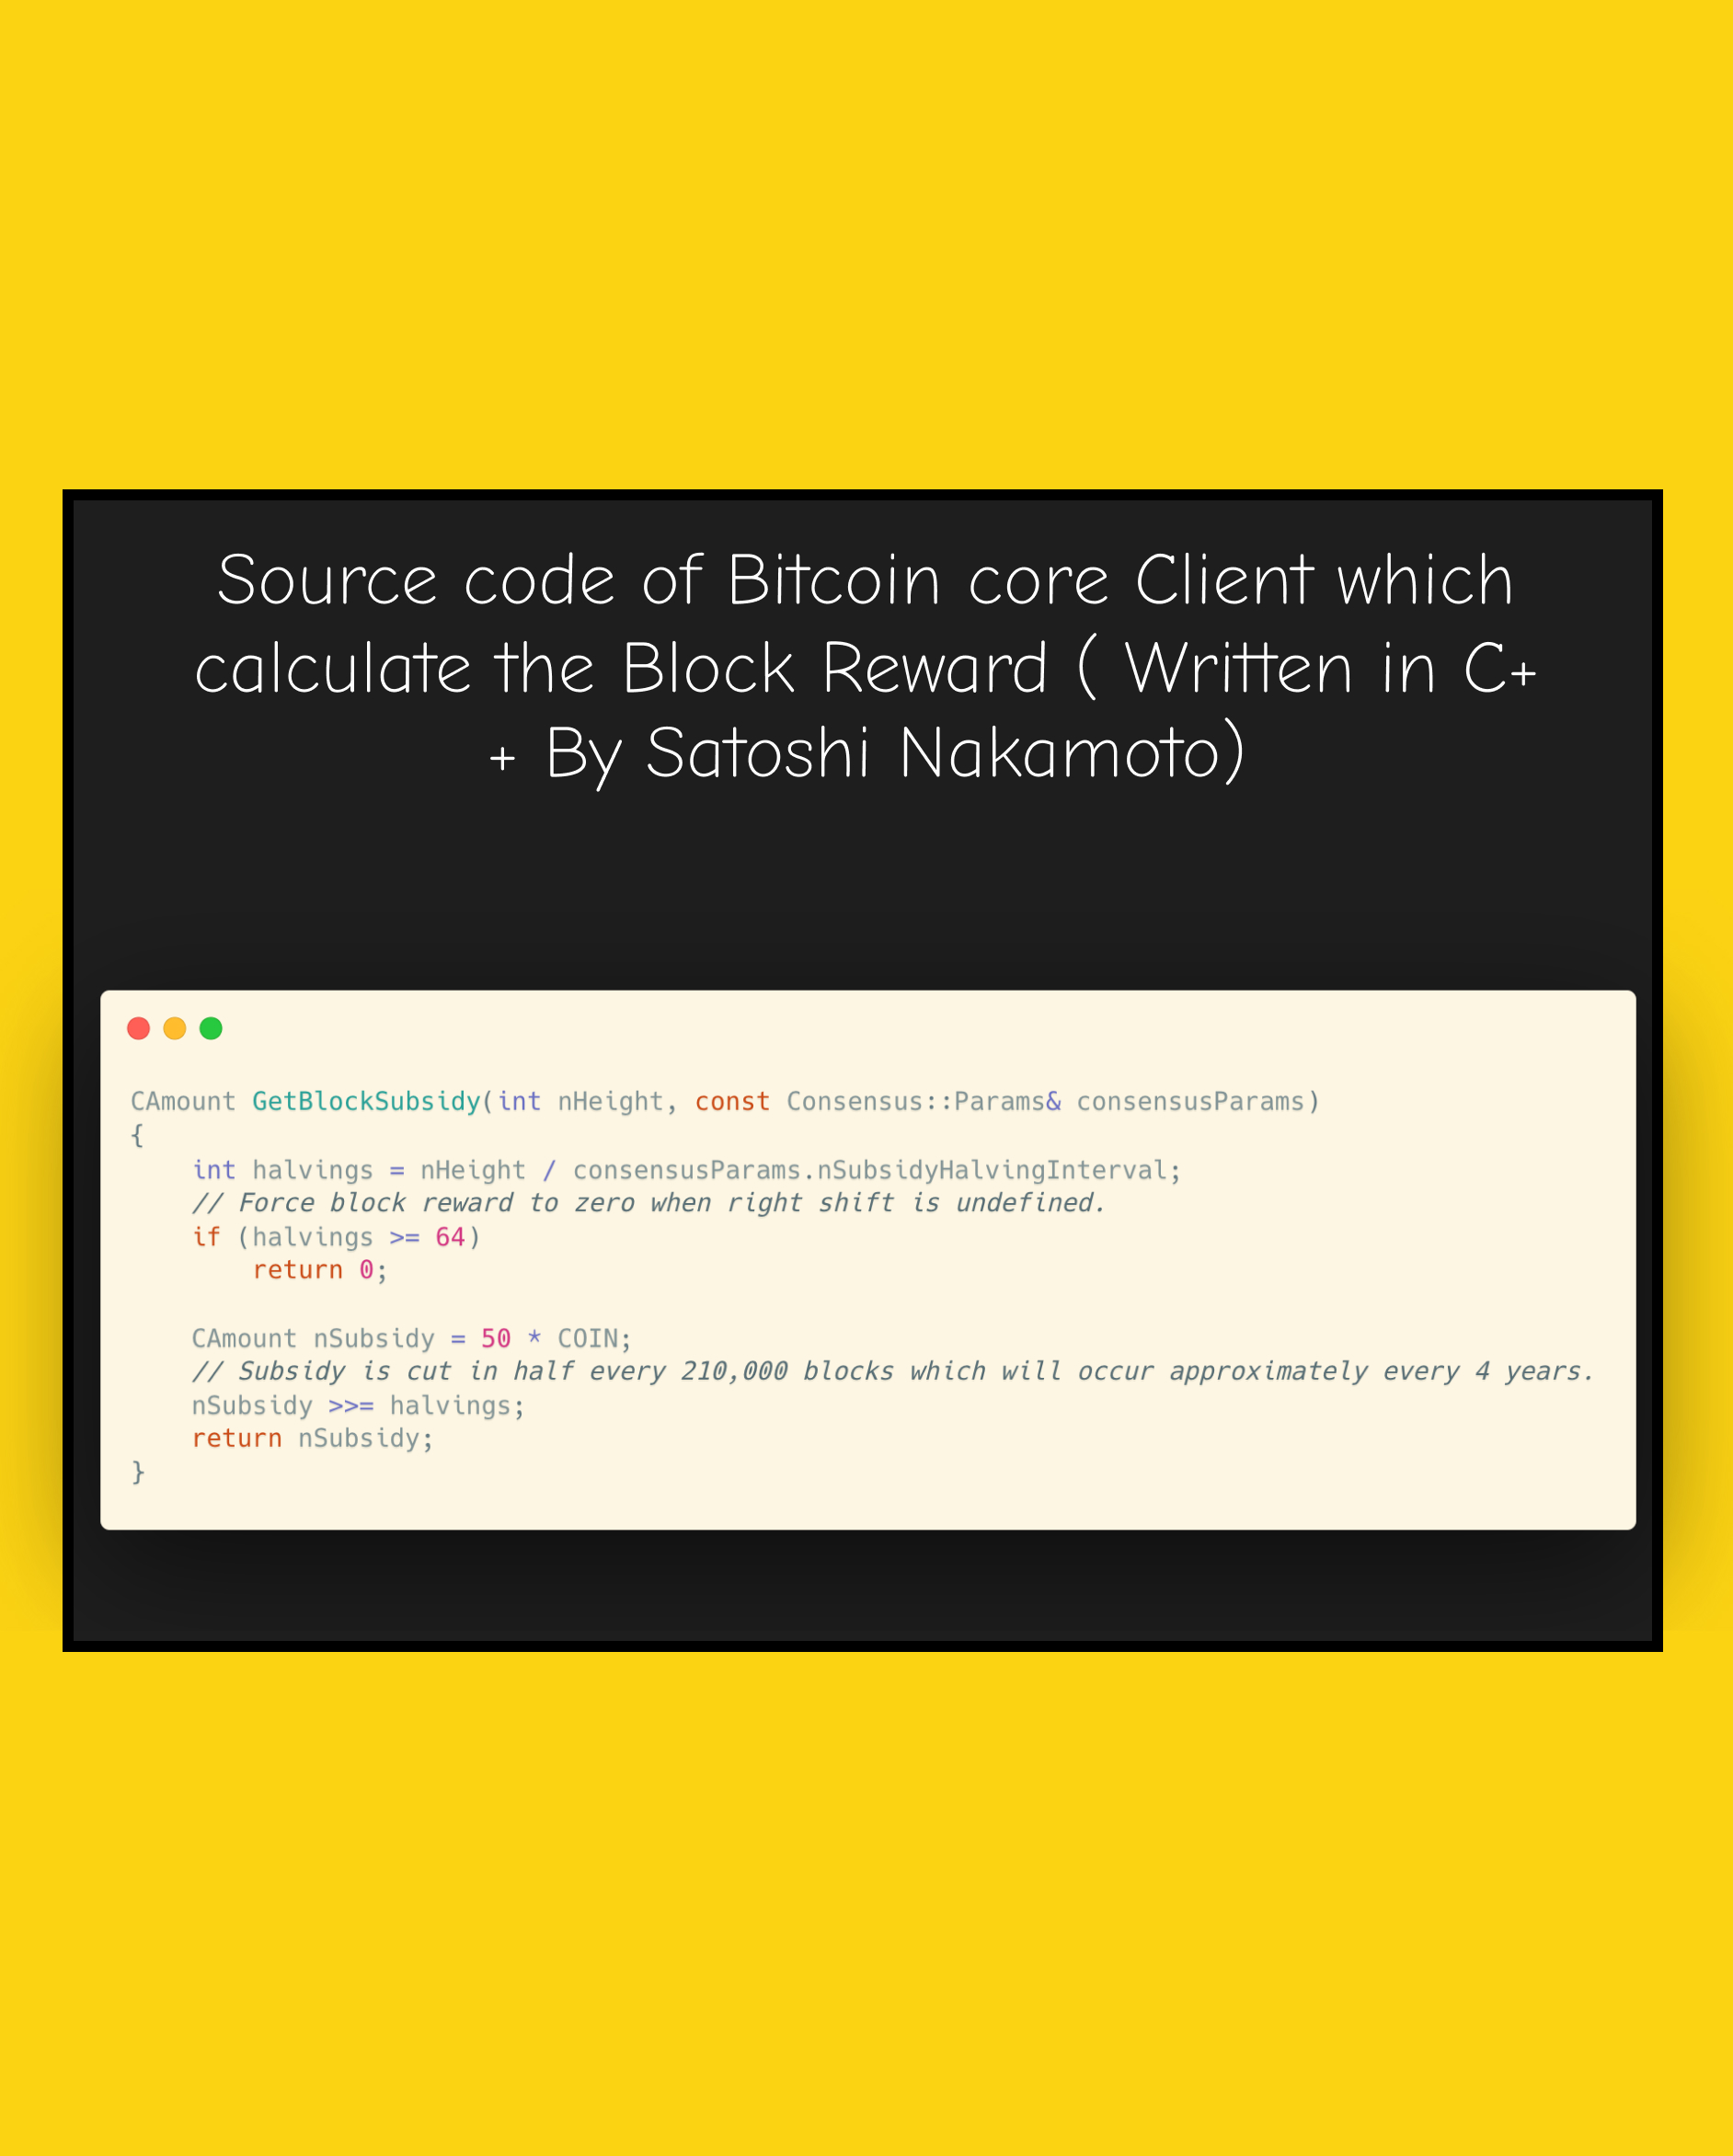 Source code of Bitcoin core Client which
calculate the Block Reward ( Written in C+
+ By Satoshi Nakamoto)
CAmount GetBlockSubsidy(int nHeight, const Consensus::Params& consensusParams)
{
    int halvings = nHeight / consensusParams.nSubsidyHalvingInterval;
    // Force block reward to zero when right shift is undefined.
    if (halvings >= 64)
        return 0;
    CAmount nSubsidy = 50 * COIN;
    // Subsidy is cut in half every 210,000 blocks which will occur approximately every 4 years.
    nSubsidy >>= halvings;
    return nSubsidy;
}